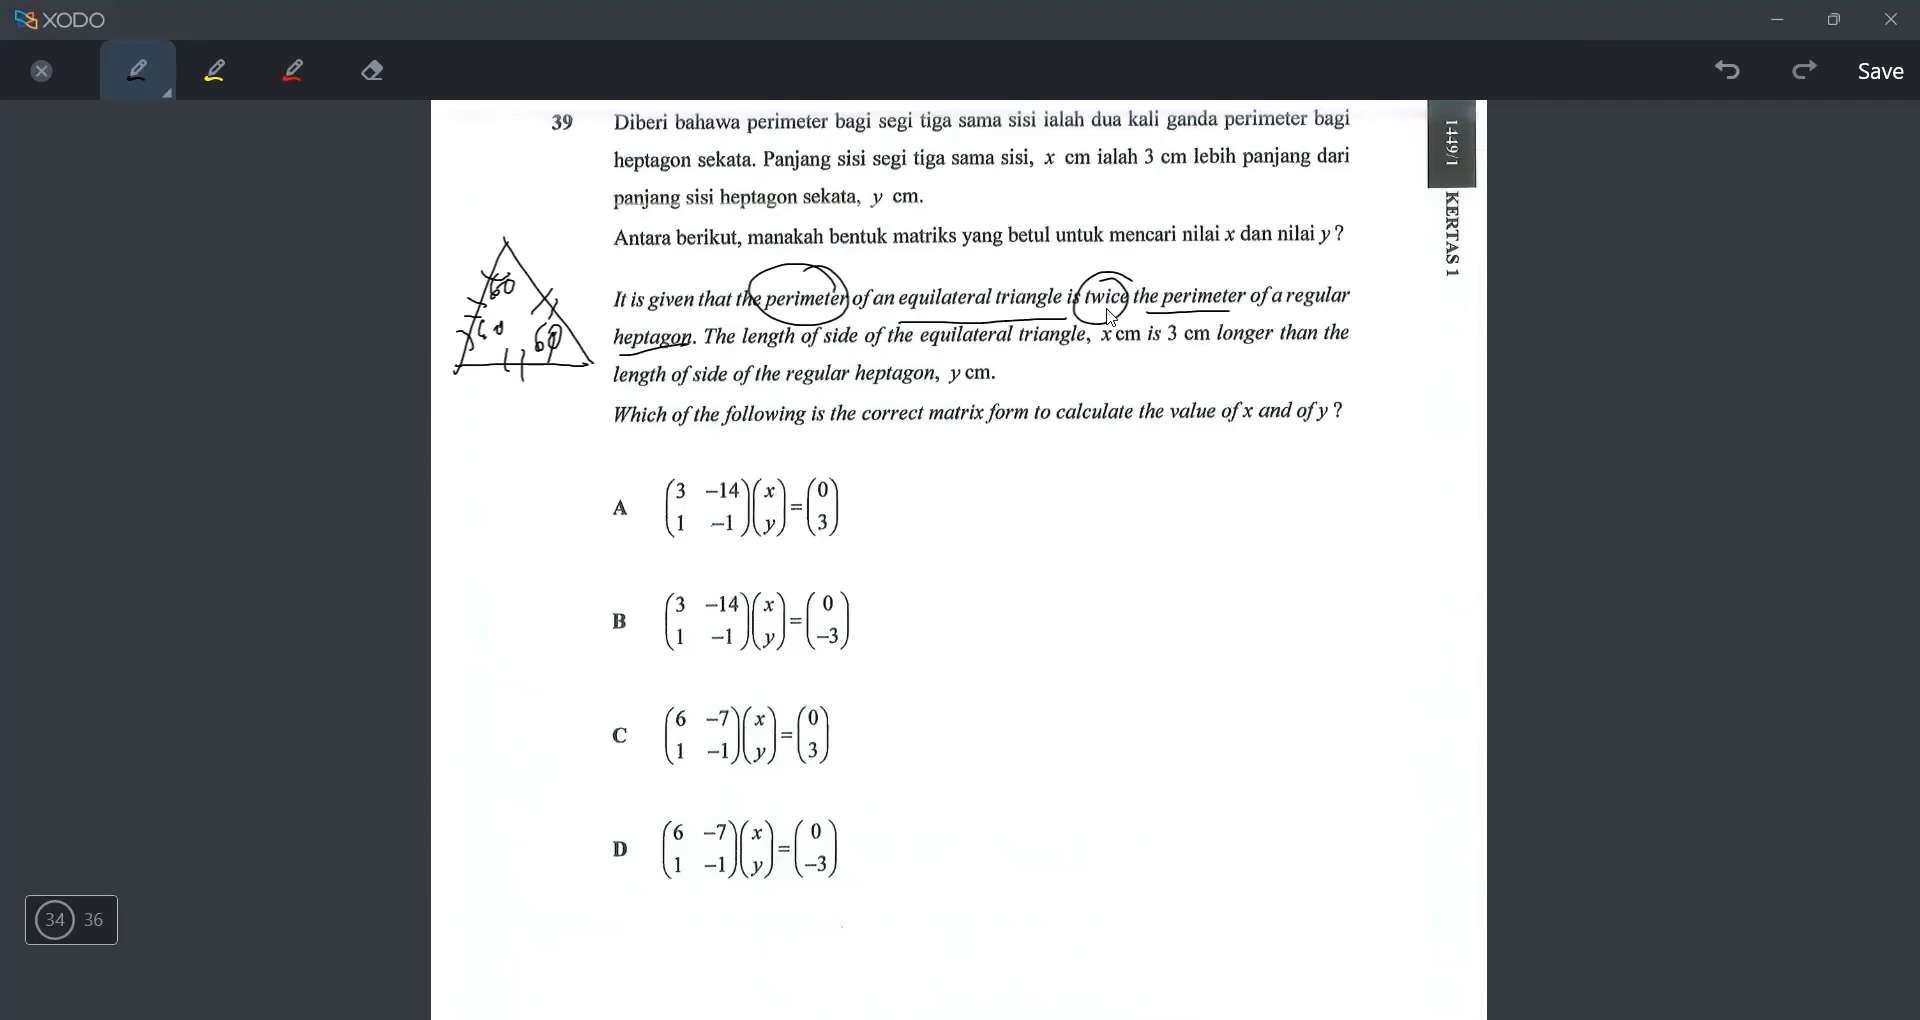 XODO
Save
39 Diberi bahawa perimeter bagi segi tiga sama sisi ialah dua kali ganda perimeter bagi
heptagon sekata. Panjang sisi segi tiga sama sisi, x cm ialah 3 cm lebih panjang dari
panjang sisi heptagon sekata, y cm.
Antara berikut, manakah bentuk matriks yang betul untuk mencari nilai x dan nilai y ?
It is given that the perimeter of an equilateral triangle is twice the perimeter of a regular
heptagon. The length of side of the equilateral triangle, x cm is 3 cm longer than the
length of side of the regular heptagon, y cm.
Which of the following is the correct matrix form to calculate the value of x and of y ?
60
60
60
A (3 −14) (x) = (0)
(1 −1) (y) (3)
B (3 −14) (x) = (0)
(1 −1) (y) (−3)
C (6 −7) (x) = (0)
(1 −1) (y) (3)
D (6 −7) (x) = (0)
(1 −1) (y) (−3)
1449/1
KERTAS 1
34 36